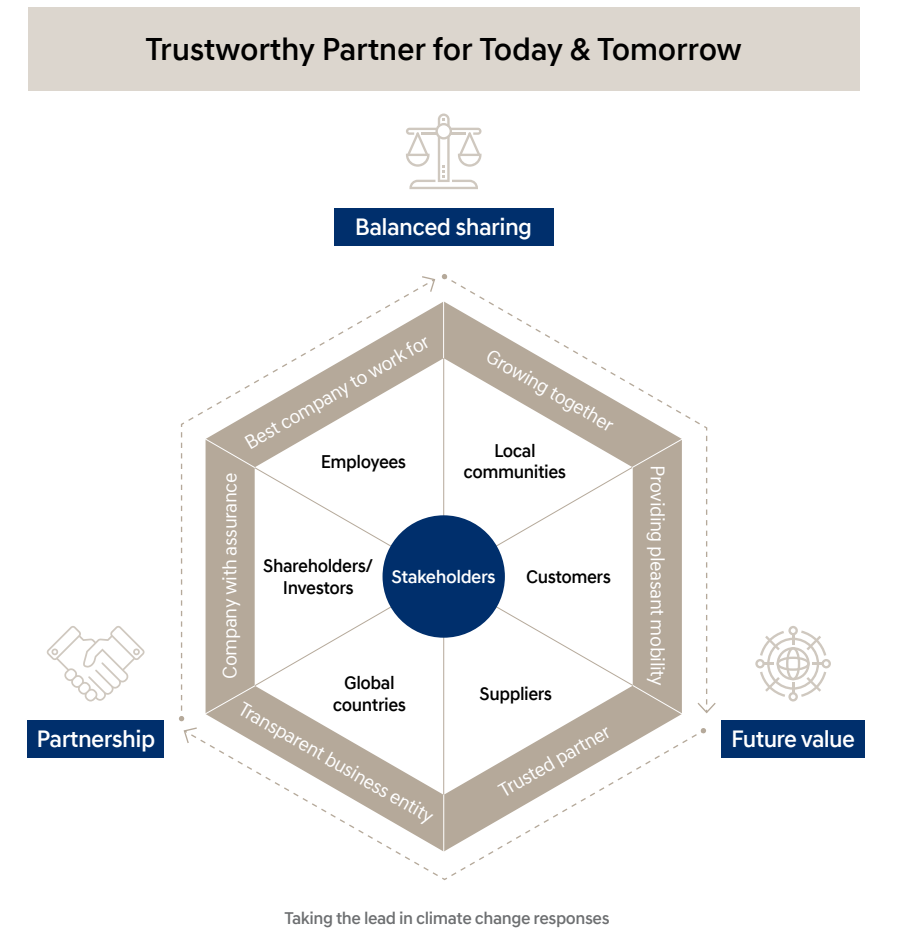 Trustworthy Partner for Today & Tomorrow
Balanced sharing
Best company to work for
Growing together
Employees
Local
communities
Company with assurance
Shareholders/
Investors
Stakeholders
Customers
Providing pleasant mobility
Global
countries
Suppliers
Partnership
Future value
Transparent business entity
Trusted partner
Taking the lead in climate change responses